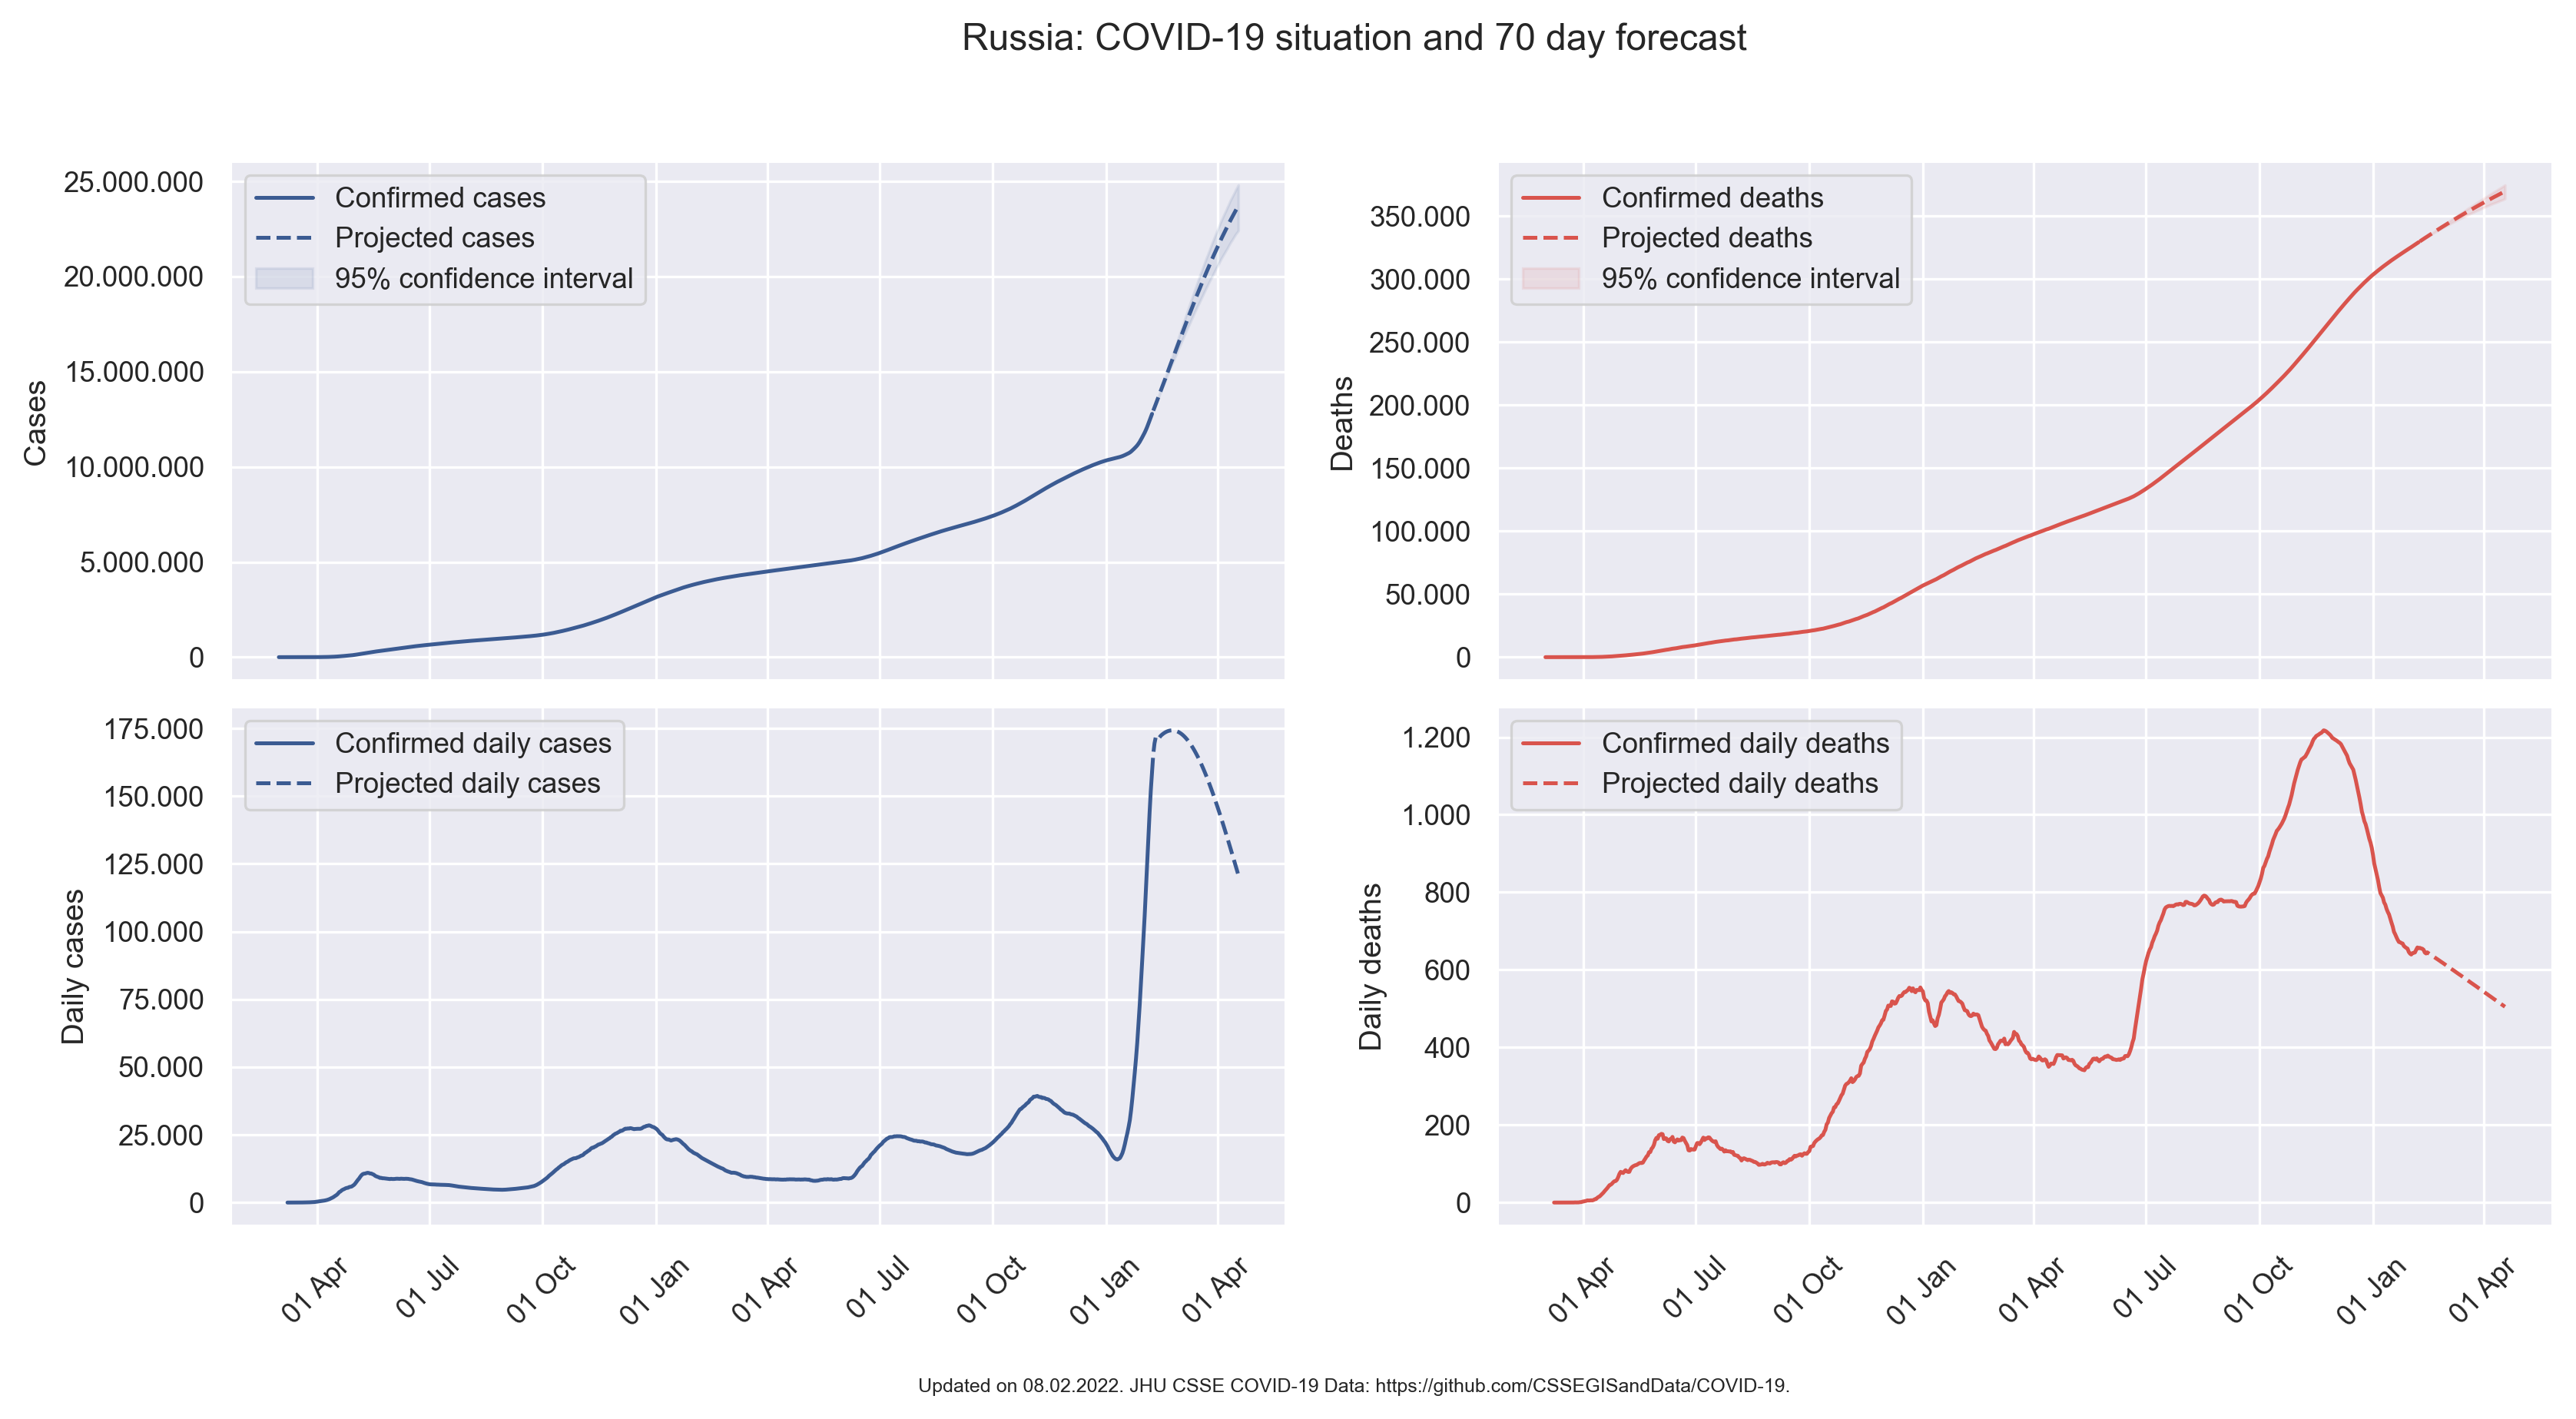 Russia: COVID-19 situation and 70 day forecast
25.000.000
20.000.000
15.000.000
10.000.000
5.000.000
0
Cases
Confirmed cases
Projected cases
95% confidence interval
350.000
300.000
250.000
200.000
150.000
100.000
50.000
0
Deaths
Confirmed deaths
Projected deaths
95% confidence interval
175.000
150.000
125.000
100.000
75.000
50.000
25.000
0
Daily cases
Confirmed daily cases
Projected daily cases
01 Apr
01 Jul
01 Oct
01 Jan
01 Apr
01 Jul
01 Oct
01 Jan
01 Apr
1.200
1.000
800
600
400
200
0
Daily deaths
Confirmed daily deaths
Projected daily deaths
01 Apr
01 Jul
01 Oct
01 Jan
01 Apr
01 Jul
01 Oct
01 Jan
01 Apr
Updated on 08.02.2022. JHU CSSE COVID-19 Data: https://github.com/CSSEGISandData/COVID-19.